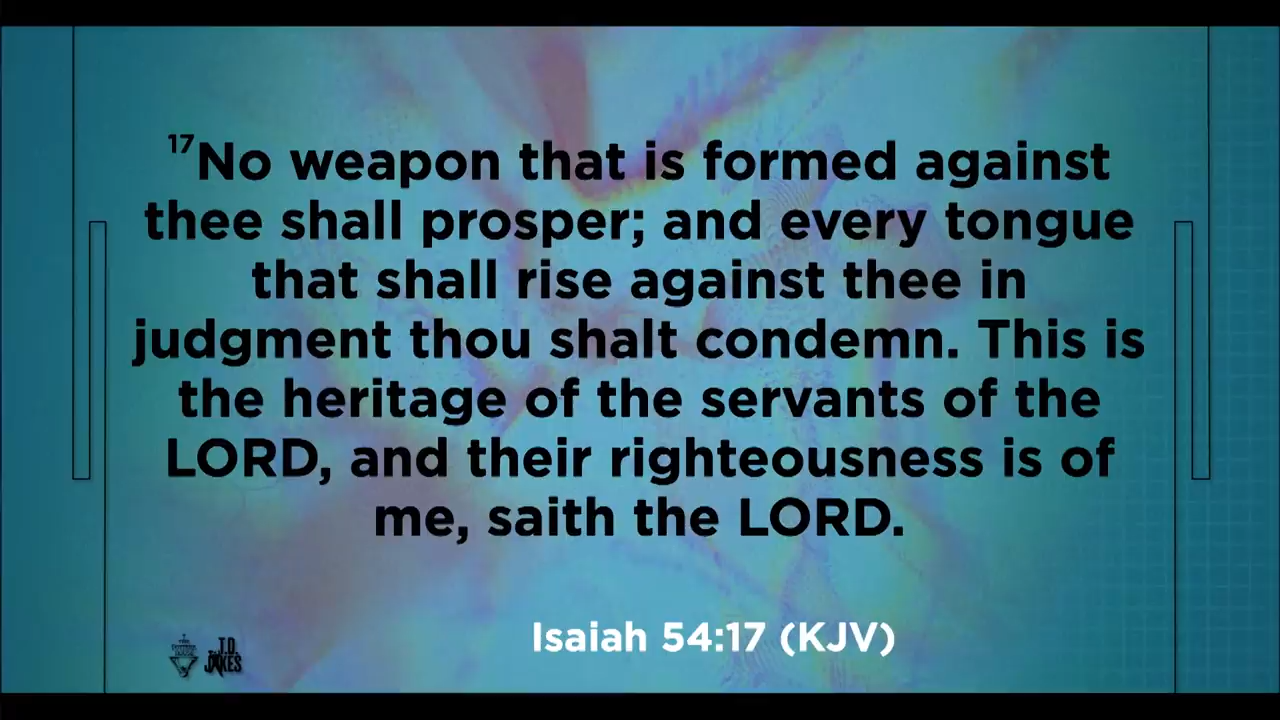 17No weapon that is formed against
thee shall prosper; and every tongue
that shall rise against thee in
judgment thou shalt condemn. This is
the heritage of the servants of the
LORD, and their righteousness is of
me, saith the LORD.
Isaiah 54:17 (KJV)
T.D.
JAKES